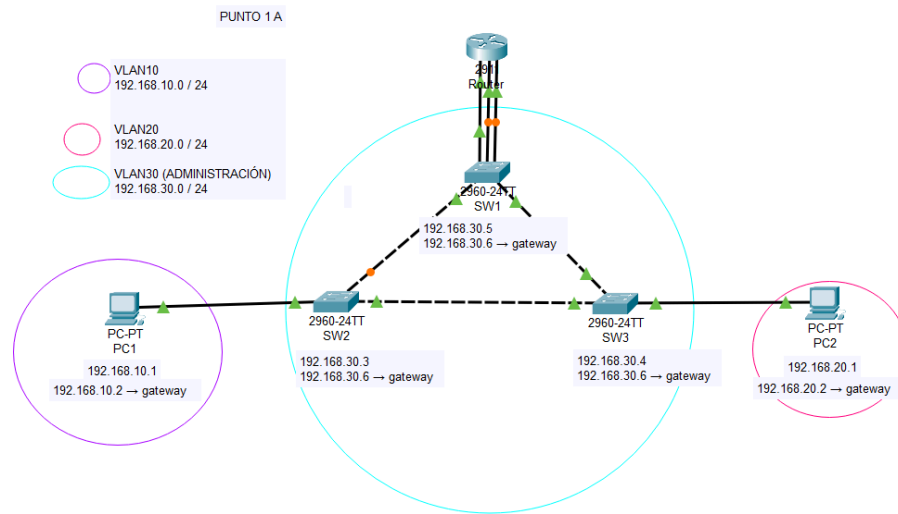 PUNTO 1 A
VLAN10
192.168.10.0 / 24
VLAN20
192.168.20.0 / 24
VLAN30 (ADMINISTRACIÓN)
192.168.30.0 / 24
Router
2960-24TT
SW1
192.168.30.5
192.168.30.6 → gateway
PC-PT
PC1
192.168.10.1
192.168.10.2 → gateway
2960-24TT
SW2
192.168.30.3
192.168.30.6 → gateway
2960-24TT
SW3
192.168.30.4
192.168.30.6 → gateway
PC-PT
PC2
192.168.20.1
192.168.20.2 → gateway